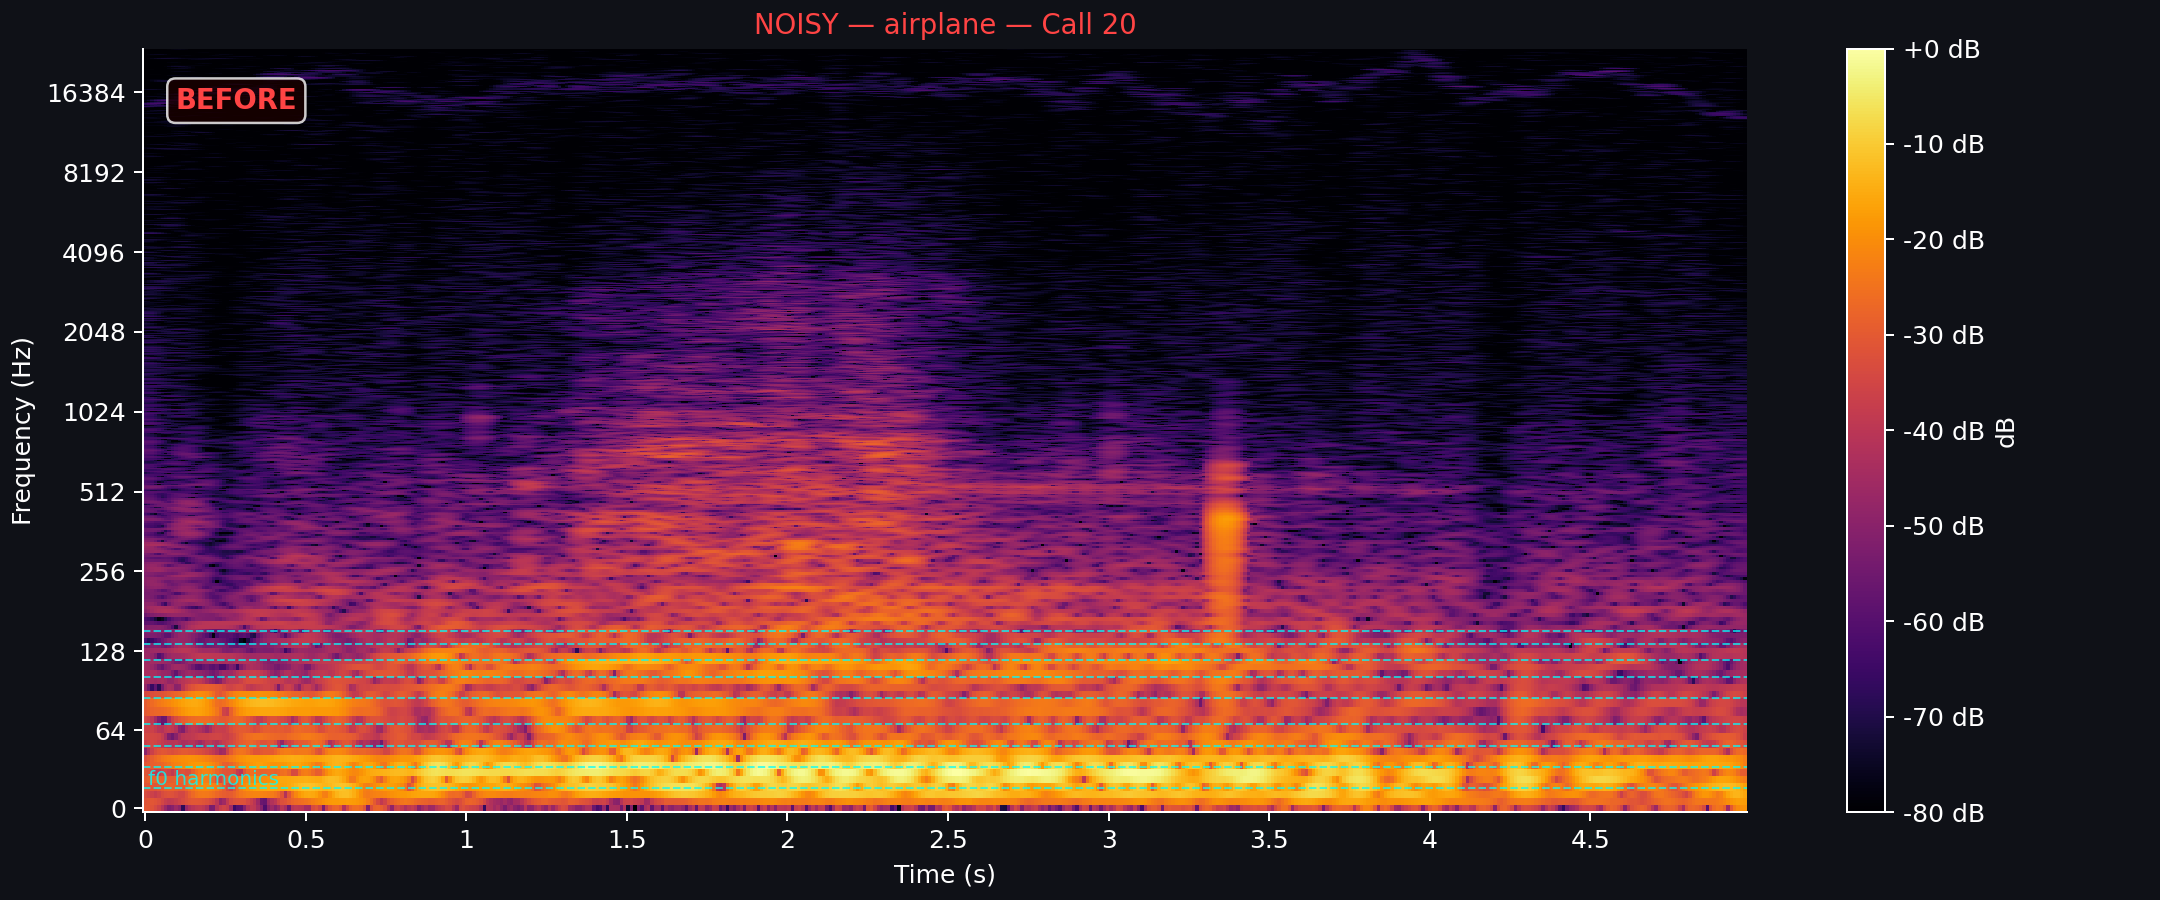 NOISY — airplane — Call 20
BEFORE
Frequency (Hz)
16384
8192
4096
2048
1024
512
256
128
64
0
f0 harmonics
0 0.5 1 1.5 2 2.5 3 3.5 4 4.5
Time (s)
+0 dB
-10 dB
-20 dB
-30 dB
-40 dB
-50 dB
-60 dB
-70 dB
-80 dB
dB